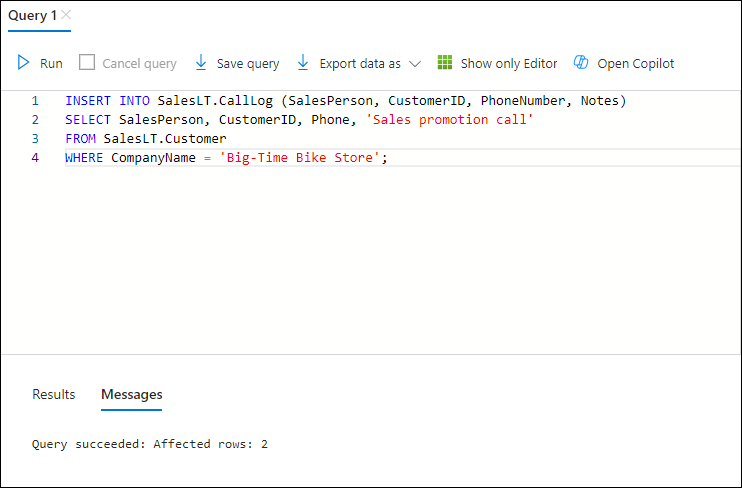 Query 1
Run Cancel query Save query Export data as Show only Editor Open Copilot
1 INSERT INTO SalesLT.CallLog (SalesPerson, CustomerID, PhoneNumber, Notes)
2 SELECT SalesPerson, CustomerID, Phone, 'Sales promotion call'
3 FROM SalesLT.Customer
4 WHERE CompanyName = 'Big-Time Bike Store';
Results Messages
Query succeeded: Affected rows: 2